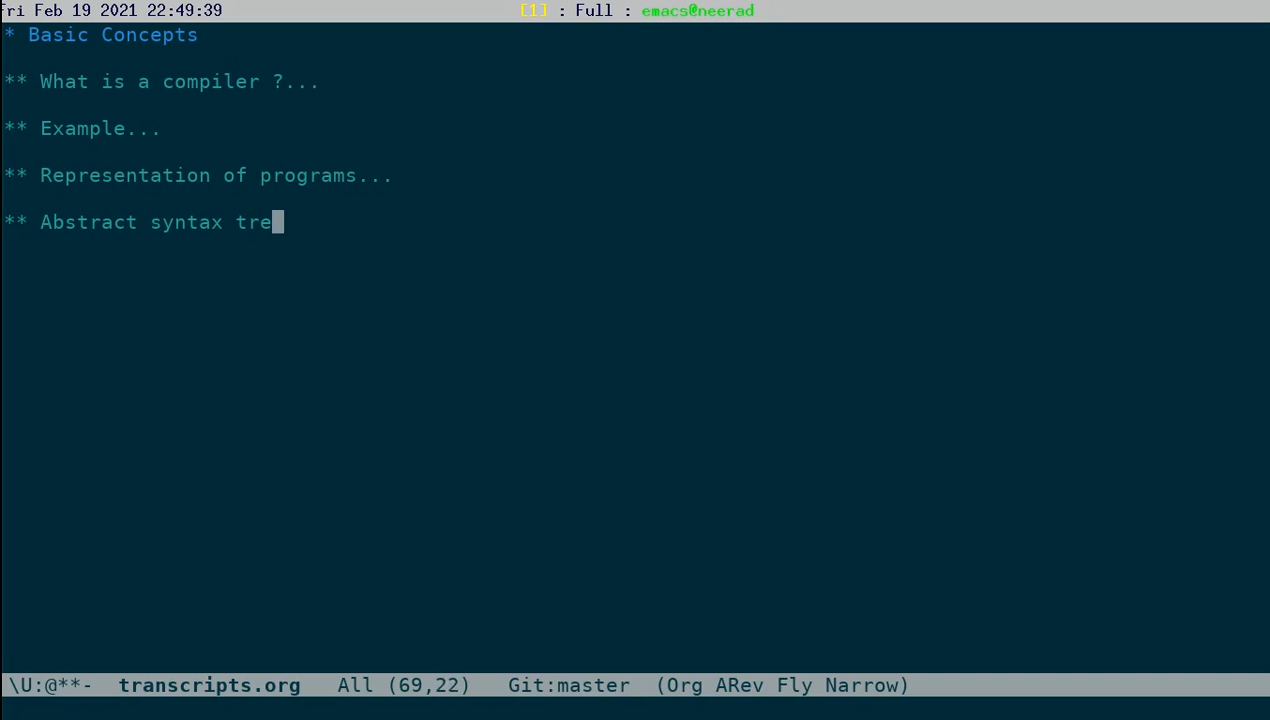 Fri Feb 19 2021 22:49:39 [1] : Full : emacs@neerad
* Basic Concepts
** What is a compiler ?...
** Example...
** Representation of programs...
** Abstract syntax tre
\U:@**- transcripts.org All (69,22) Git:master (Org ARev Fly Narrow)